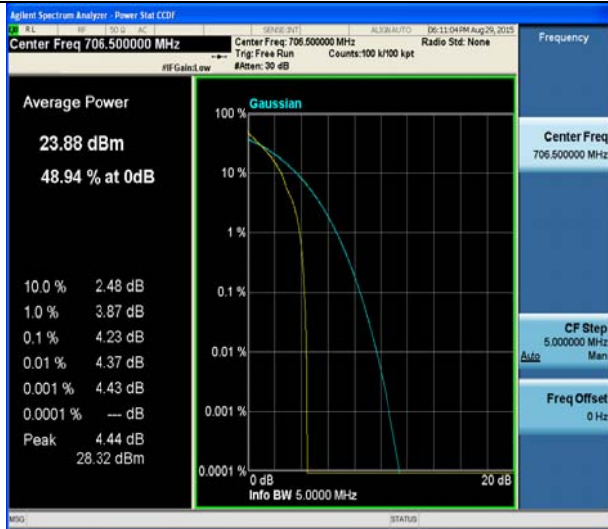 Agilent Spectrum Analyzer - Power Stat CCDF
RL RF 50 Ω AC SENSE:INT ALIGNAUTO 06:11:04 PM Aug 29, 2015
Center Freq 706.500000 MHz
Center Freq: 706.500000 MHz Radio Std: None
Trig: Free Run Counts:100 k/100 kpt
#IFGain:Low #Atten: 30 dB
Frequency
Average Power
23.88 dBm
48.94 % at 0dB
10.0 % 2.48 dB
1.0 % 3.87 dB
0.1 % 4.23 dB
0.01 % 4.37 dB
0.001 % 4.43 dB
0.0001 % --- dB
Peak 4.44 dB
28.32 dBm
Gaussian
100 %
10 %
1 %
0.1 %
0.01 %
0.001 %
0.0001 %
0 dB 20 dB
Info BW 5.0000 MHz
Center Freq
706.500000 MHz
CF Step
5.000000 MHz
Auto Man
Freq Offset
0 Hz
MSG STATUS